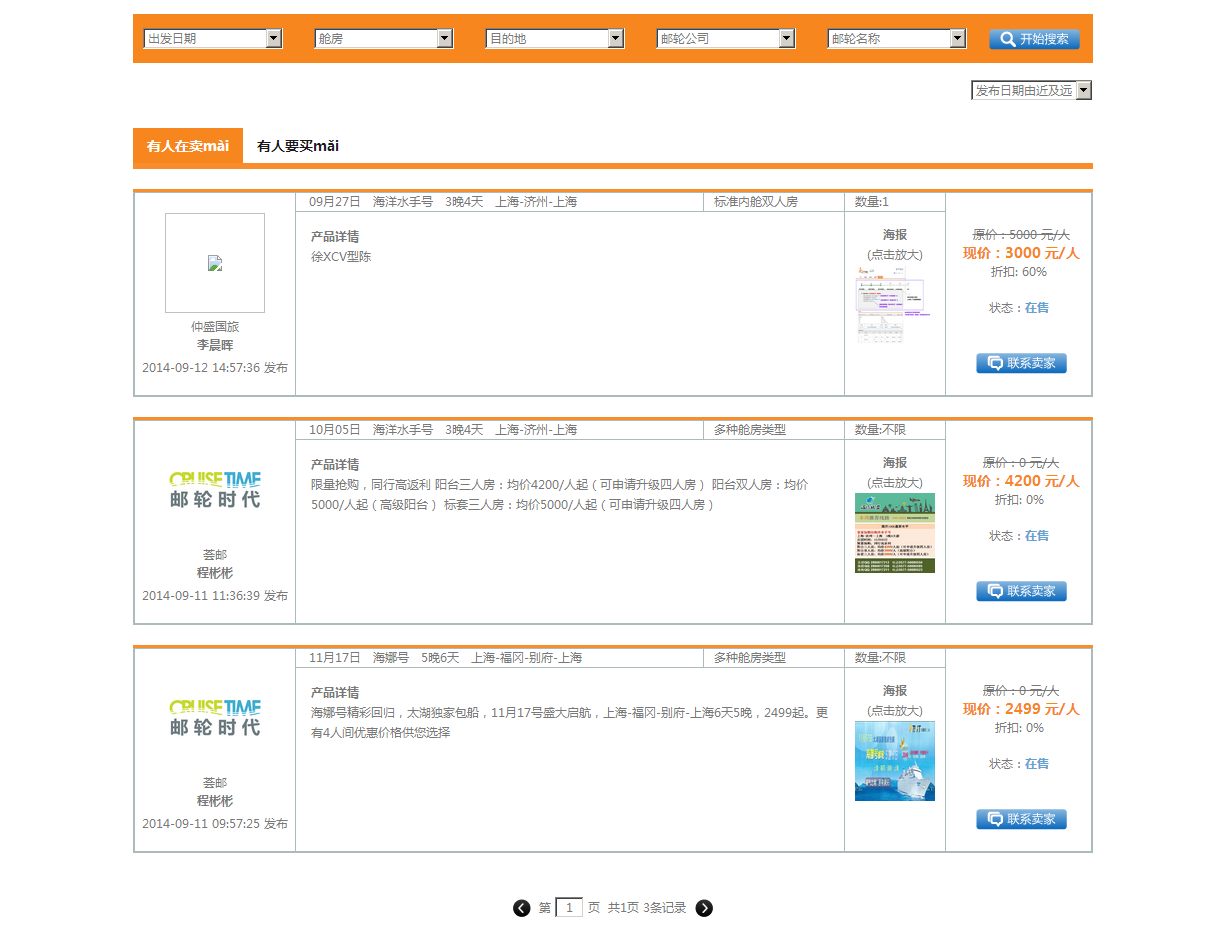 出发日期 舱房 目的地 邮轮公司 邮轮名称 开始搜索
发布日期由近及远
有人在卖mài 有人要买mǎi
09月27日 海洋水手号 3晚4天 上海-济州-上海 标准内舱双人房 数量:1
产品详情
徐XCV型陈
海报
(点击放大)
原价：5000 元/人
现价：3000 元/人
折扣: 60%
状态：在售
联系卖家
仲盛国旅
李晨晖
2014-09-12 14:57:36 发布
10月05日 海洋水手号 3晚4天 上海-济州-上海 多种舱房类型 数量:不限
CRUISE TIME
邮轮时代
产品详情
限量抢购，同行高返利 阳台三人房：均价4200/人起（可申请升级四人房） 阳台双人房：均价
5000/人起（高级阳台） 标套三人房：均价5000/人起（可申请升级四人房）
海报
(点击放大)
原价：0 元/人
现价：4200 元/人
折扣: 0%
状态：在售
联系卖家
荟邮
程彬彬
2014-09-11 11:36:39 发布
11月17日 海娜号 5晚6天 上海-福冈-别府-上海 多种舱房类型 数量:不限
CRUISE TIME
邮轮时代
产品详情
海娜号精彩回归，太湖独家包船，11月17号盛大启航，上海-福冈-别府-上海6天5晚，2499起。更
有4人间优惠价格供您选择
海报
(点击放大)
原价：0 元/人
现价：2499 元/人
折扣: 0%
状态：在售
联系卖家
荟邮
程彬彬
2014-09-11 09:57:25 发布
第 1 页 共1页 3条记录